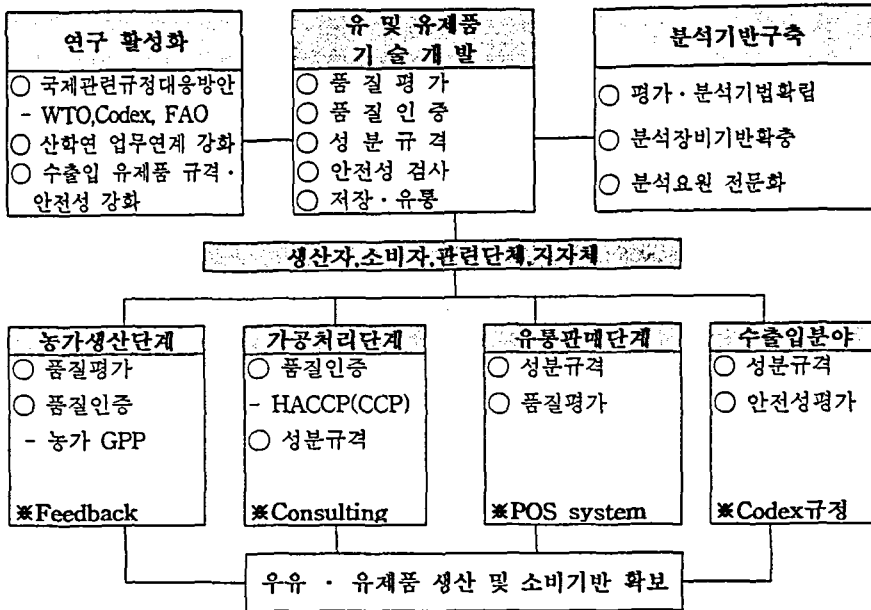 연구 활성화
○ 국제관련규정대응방안
- WTO,Codex, FAO
○ 산학연 업무연계 강화
○ 수출입 유제품 규격·
안전성 강화
유 및 유제품
기 술 개 발
○ 품 질 평 가
○ 품 질 인 증
○ 성 분 규 격
○ 안전성 검사
○ 저장·유통
분석기반구축
○ 평가·분석기법확립
○ 분석장비기반확충
○ 분석요원 전문화
생산자,소비자,관련단체,지자체
농가생산단계
○ 품질평가
○ 품질인증
- 농가 GPP
※Feedback
가공처리단계
○ 품질인증
- HACCP(CCP)
○ 성분규격
※Consulting
유통판매단계
○ 성분규격
○ 품질평가
※POS system
수출입분야
○ 성분규격
○ 안전성평가
※Codex규정
우유 · 유제품 생산 및 소비기반 확보